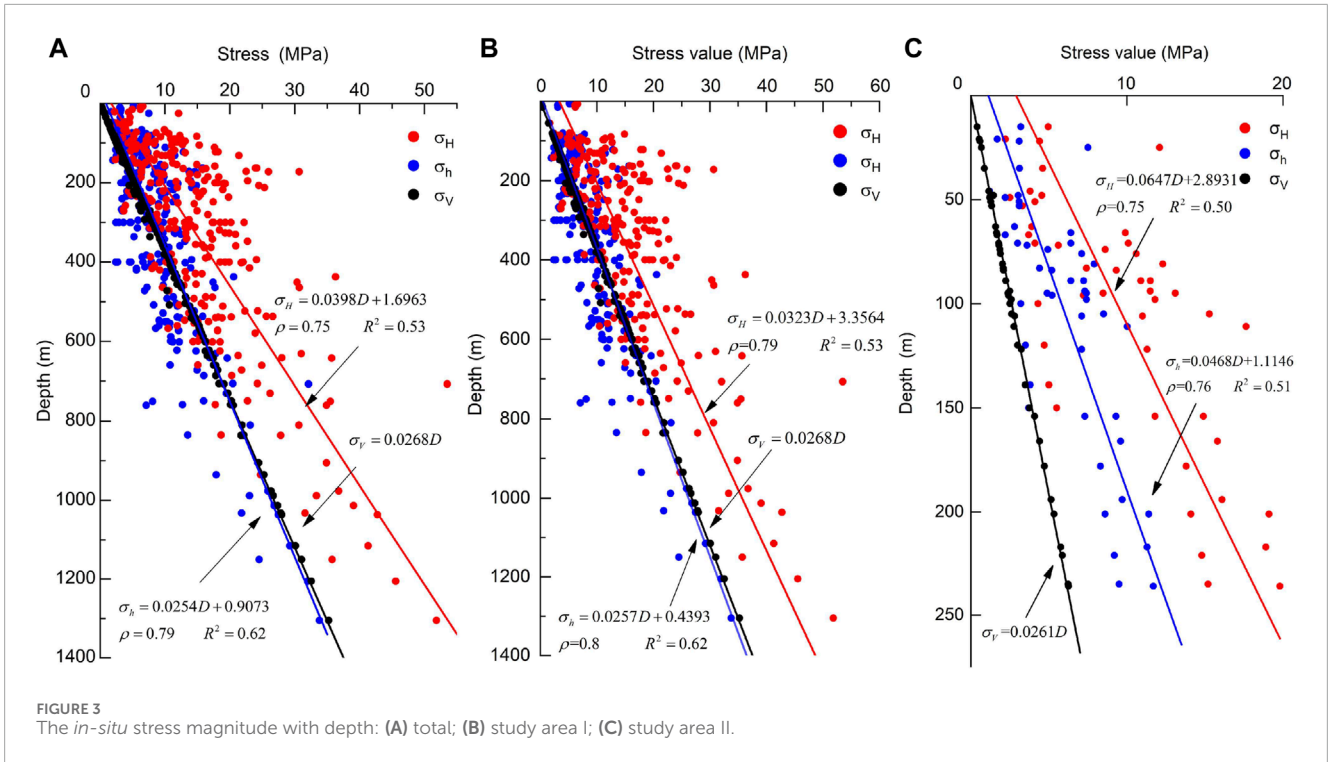 A
Stress (MPa)
0 10 20 30 40 50
200
400
600
800
1000
1200
1400
Depth (m)
σH
σh
σV
σH = 0.0398D+1.6963
ρ = 0.75 R² = 0.53
σV = 0.0268D
σh = 0.0254D+0.9073
ρ = 0.79 R² = 0.62
B
Stress value (MPa)
0 10 20 30 40 50 60
200
400
600
800
1000
1200
1400
Depth (m)
σH
σH
σV
σH = 0.0323D+3.3564
ρ=0.79 R² = 0.53
σV = 0.0268D
σh = 0.0257D+0.4393
ρ=0.8 R² = 0.62
C
Stress value (MPa)
0 10 20
50
100
150
200
250
Depth (m)
σH
σh
σV
σH=0.0647D+2.8931
ρ=0.75 R² = 0.50
σh=0.0468D+1.1146
ρ=0.76 R² = 0.51
σV=0.0261D
FIGURE 3
The in-situ stress magnitude with depth: (A) total; (B) study area I; (C) study area II.